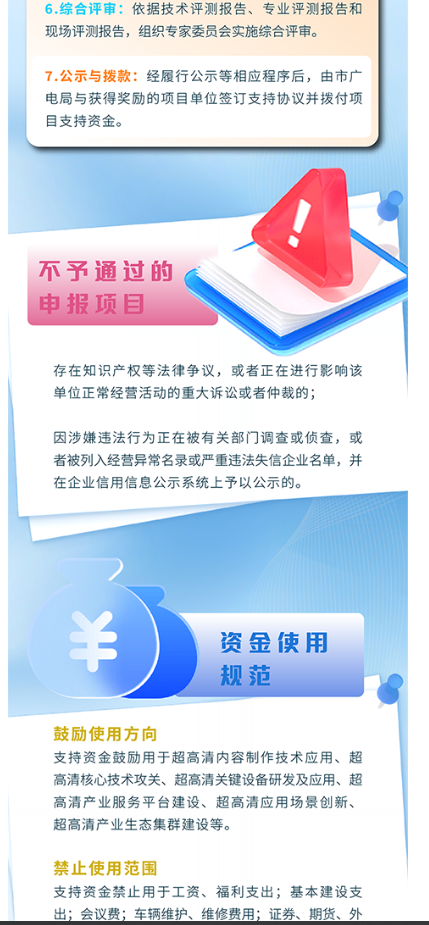 6.综合评审：依据技术评测报告、专业评测报告和
现场评测报告，组织专家委员会实施综合评审。
7.公示与拨款：经履行公示等相应程序后，由市广
电局与获得奖励的项目单位签订支持协议并拨付项
目支持资金。
不予通过的
申报项目
存在知识产权等法律争议，或者正在进行影响该
单位正常经营活动的重大诉讼或者仲裁的；
因涉嫌违法行为正在被有关部门调查或侦查，或
者被列入经营异常名录或严重违法失信企业名单，并
在企业信用信息公示系统上予以公示的。
¥
资金使用
规范
鼓励使用方向
支持资金鼓励用于超高清内容制作技术应用、超
高清核心技术攻关、超高清关键设备研发及应用、超
高清产业服务平台建设、超高清应用场景创新、
超高清产业生态集群建设等。
禁止使用范围
支持资金禁止用于工资、福利支出；基本建设支
出；会议费；车辆维护、维修费用；证券、期货、外